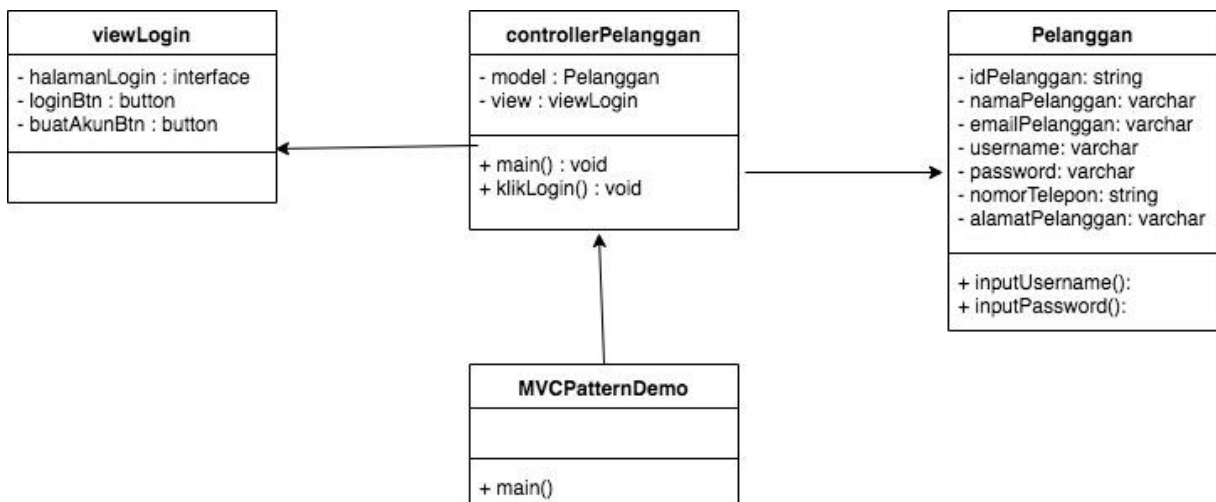 viewLogin
- halamanLogin : interface
- loginBtn : button
- buatAkunBtn : button
controllerPelanggan
- model : Pelanggan
- view : viewLogin
+ main() : void
+ klikLogin() : void
Pelanggan
- idPelanggan: string
- namaPelanggan: varchar
- emailPelanggan: varchar
- username: varchar
- password: varchar
- nomorTelepon: string
- alamatPelanggan: varchar
+ inputUsername():
+ inputPassword():
MVCPatternDemo
+ main()